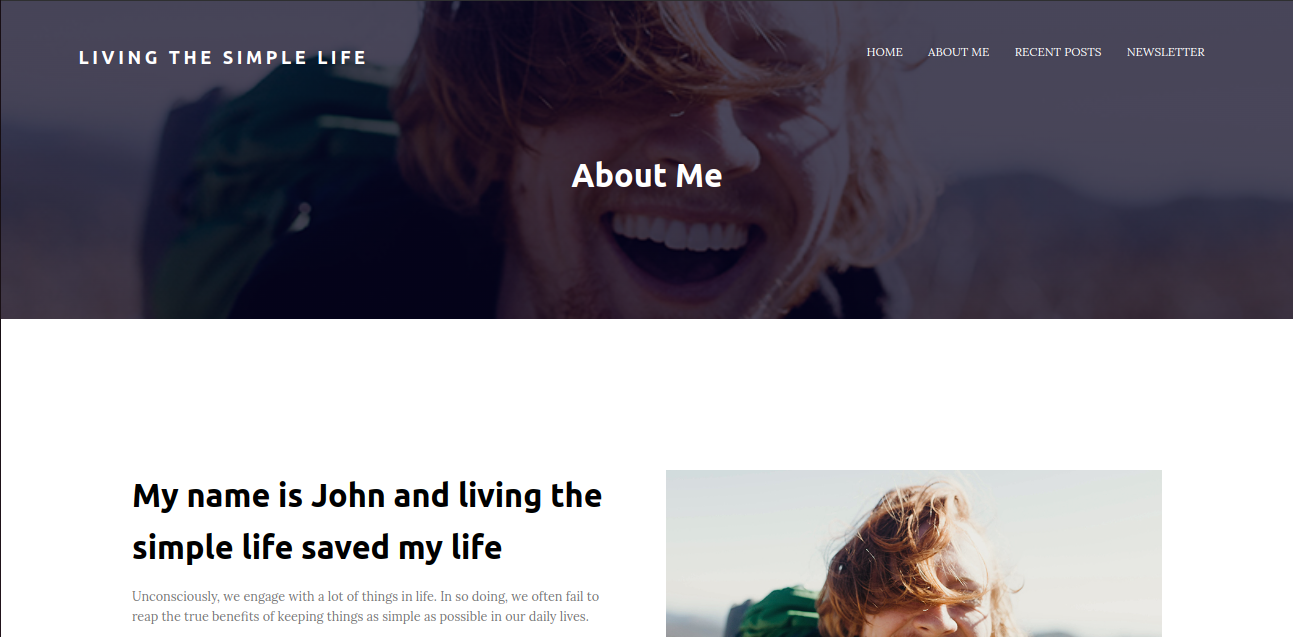 LIVING THE SIMPLE LIFE
HOME ABOUT ME RECENT POSTS NEWSLETTER
About Me
My name is John and living the
simple life saved my life
Unconsciously, we engage with a lot of things in life. In so doing, we often fail to
reap the true benefits of keeping things as simple as possible in our daily lives.